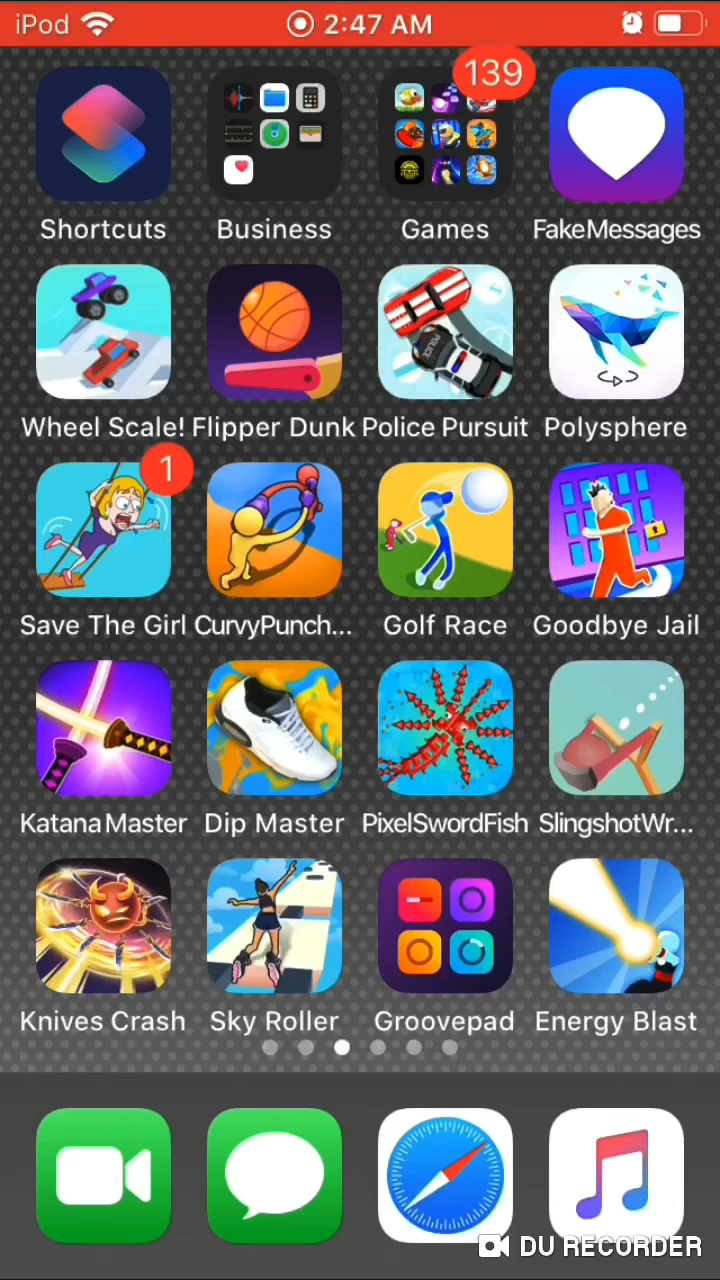 iPod 2:47 AM
139
Shortcuts Business Games FakeMessages
Wheel Scale! Flipper Dunk Police Pursuit Polysphere
1
Save The Girl CurvyPunch... Golf Race Goodbye Jail
Katana Master Dip Master PixelSwordFish SlingshotWr...
Knives Crash Sky Roller Groovepad Energy Blast
DU RECORDER